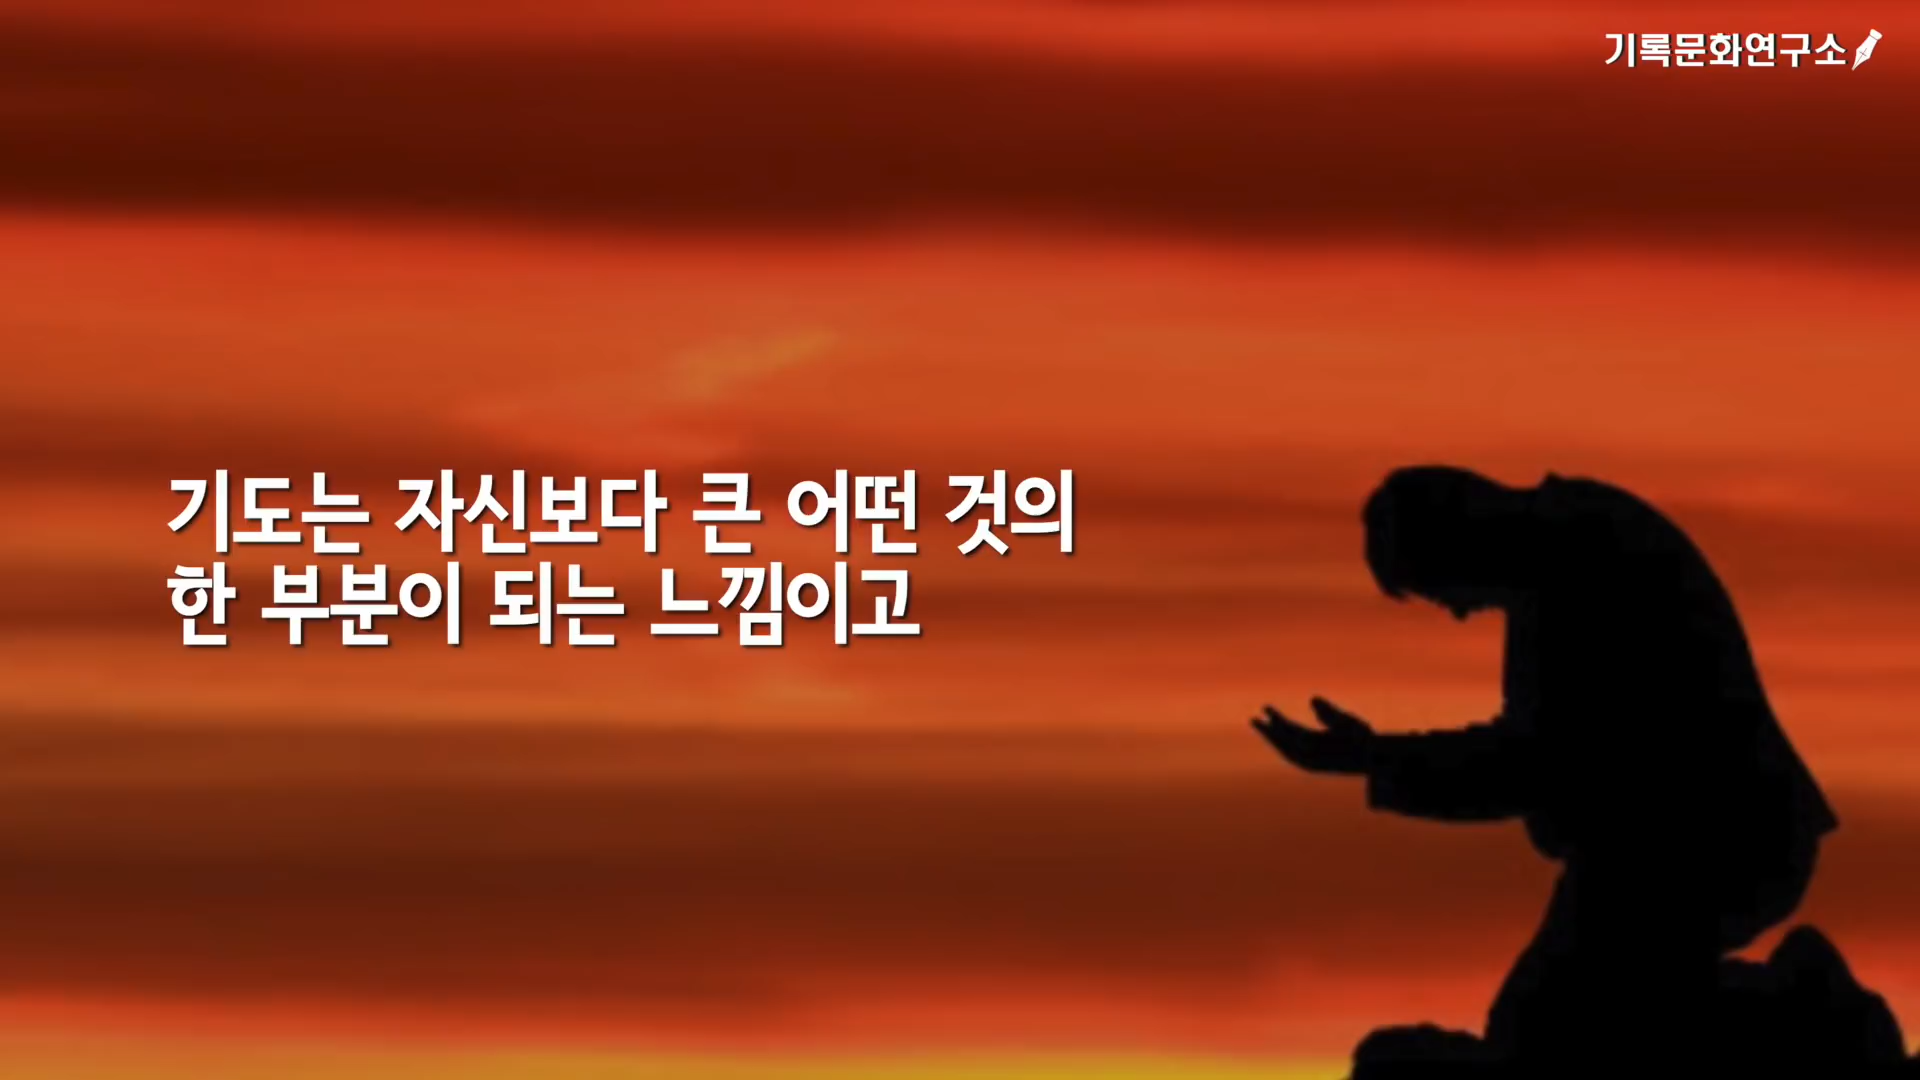 기록문화연구소
기도는 자신보다 큰 어떤 것의
한 부분이 되는 느낌이고